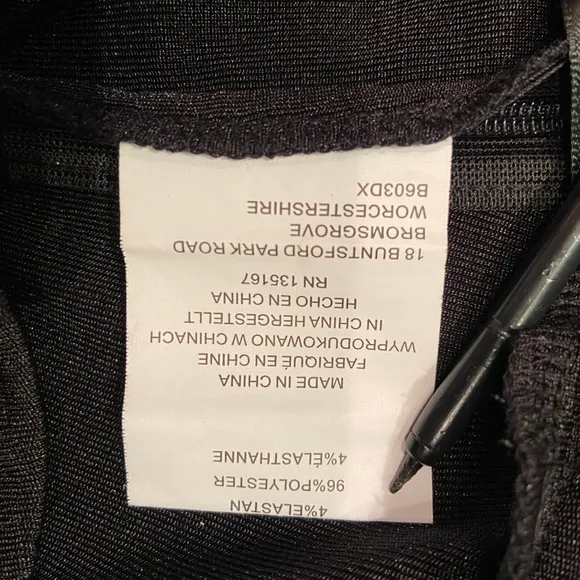 4%ELASTAN
96%POLYESTER
4%ÉLASTHANNE
MADE IN CHINA
FABRIQUÉ EN CHINE
WYPRODUKOWANO W CHINACH
IN CHINA HERGESTELLT
HECHO EN CHINA
RN 135167
18 BUNTSFORD PARK ROAD
BROMSGROVE
WORCESTERSHIRE
B603DX